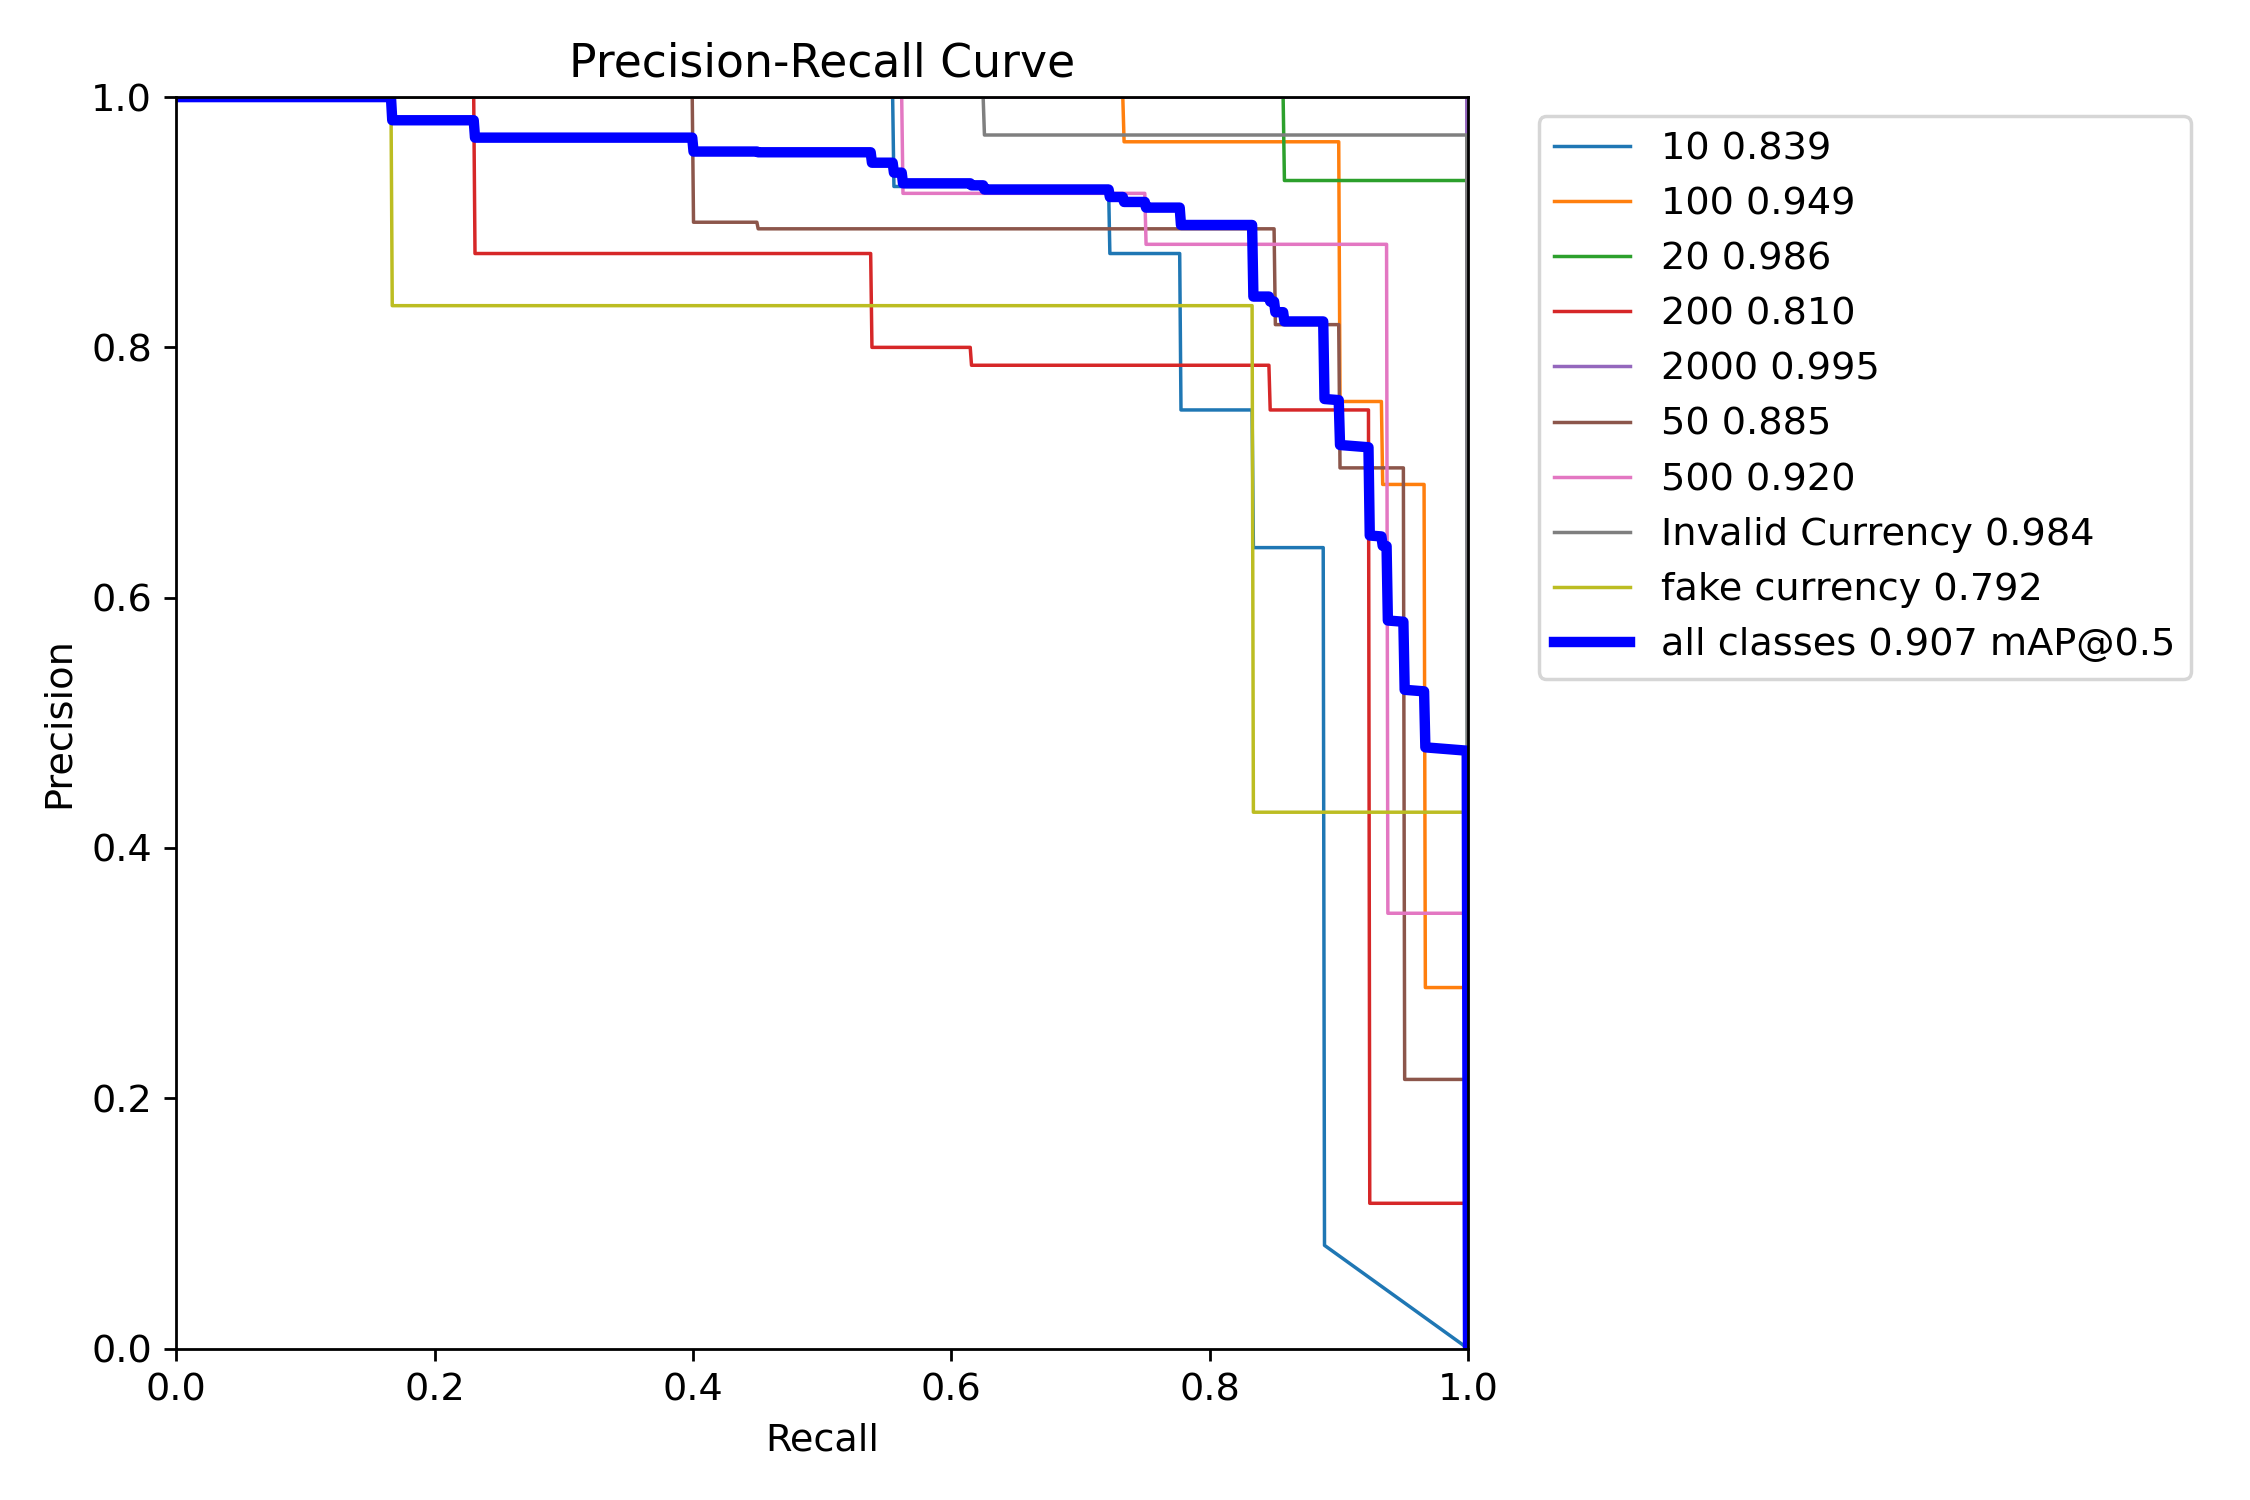 Precision-Recall Curve
1.0
0.8
0.6
0.4
0.2
0.0
Precision
0.0 0.2 0.4 0.6 0.8 1.0
Recall
10 0.839
100 0.949
20 0.986
200 0.810
2000 0.995
50 0.885
500 0.920
Invalid Currency 0.984
fake currency 0.792
all classes 0.907 mAP@0.5